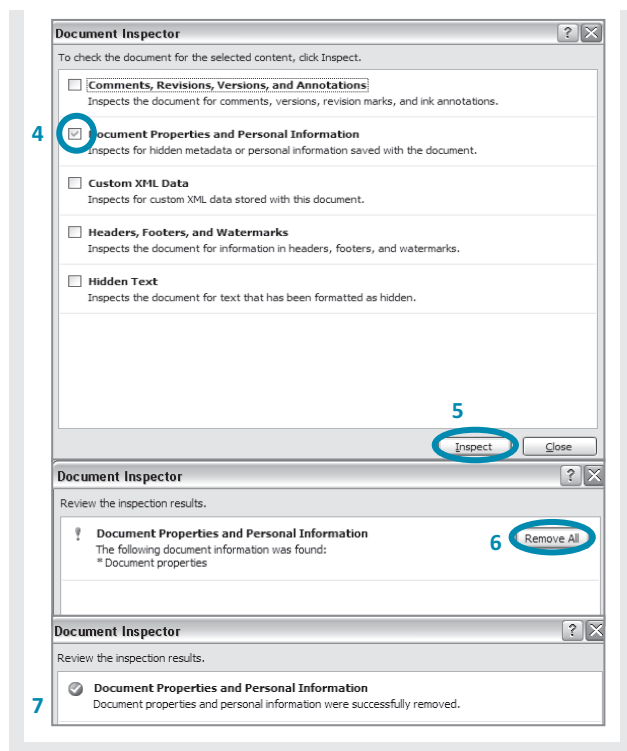 Document Inspector
To check the document for the selected content, click Inspect.
Comments, Revisions, Versions, and Annotations
Inspects the document for comments, versions, revision marks, and ink annotations.
4
Document Properties and Personal Information
Inspects for hidden metadata or personal information saved with the document.
Custom XML Data
Inspects for custom XML data stored with this document.
Headers, Footers, and Watermarks
Inspects the document for information in headers, footers, and watermarks.
Hidden Text
Inspects the document for text that has been formatted as hidden.
5
Inspect Close
Document Inspector
Review the inspection results.
! Document Properties and Personal Information
The following document information was found:
* Document properties
6 Remove All
Document Inspector
Review the inspection results.
Document Properties and Personal Information
7 Document properties and personal information were successfully removed.